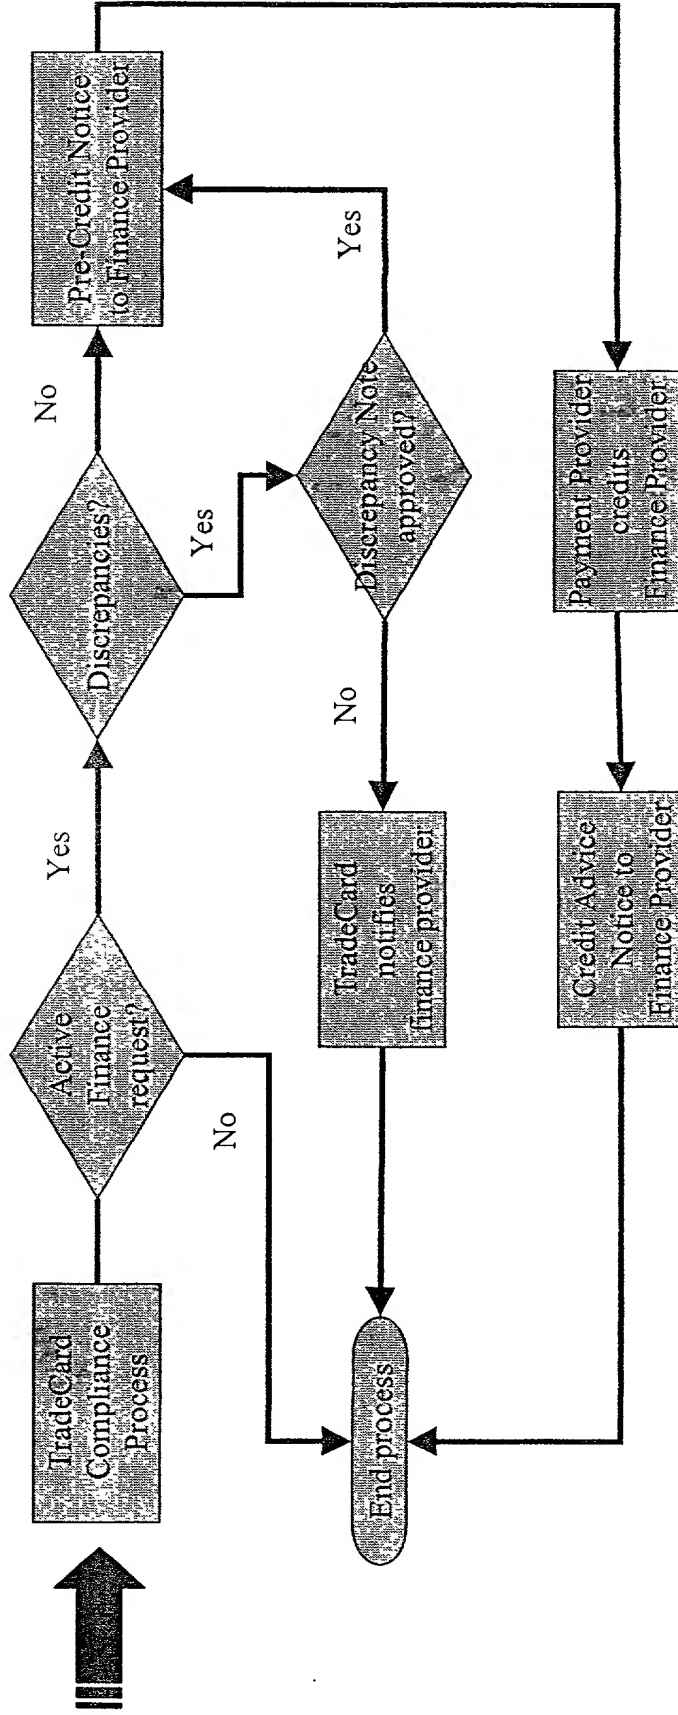 TradeCard
Compliance
Process
Active
Finance
request?
Yes
No
Discrepancies?
No
Yes
Pre-Credit Notice
to Finance Provider
Discrepancy Note
approved?
Yes
No
TradeCard
notifies
finance provider
End process
Payment Provider
credits
Finance Provider
Credit Advice
Notice to
Finance Provider